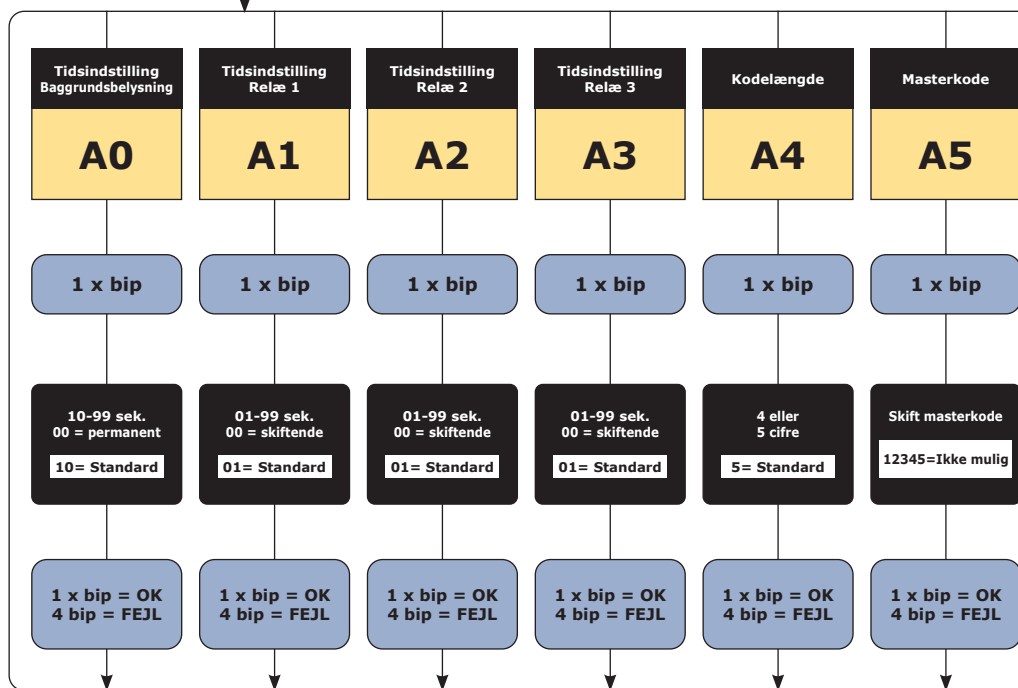 Tidsindstilling
Baggrundsbelysning
A0
1 x bip
10-99 sek.
00 = permanent
10= Standard
1 x bip = OK
4 bip = FEJL
Tidsindstilling
Relæ 1
A1
1 x bip
01-99 sek.
00 = skiftende
01= Standard
1 x bip = OK
4 bip = FEJL
Tidsindstilling
Relæ 2
A2
1 x bip
01-99 sek.
00 = skiftende
01= Standard
1 x bip = OK
4 bip = FEJL
Tidsindstilling
Relæ 3
A3
1 x bip
01-99 sek.
00 = skiftende
01= Standard
1 x bip = OK
4 bip = FEJL
Kodelængde
A4
1 x bip
4 eller
5 cifre
5= Standard
1 x bip = OK
4 bip = FEJL
Masterkode
A5
1 x bip
Skift masterkode
12345=Ikke mulig
1 x bip = OK
4 bip = FEJL